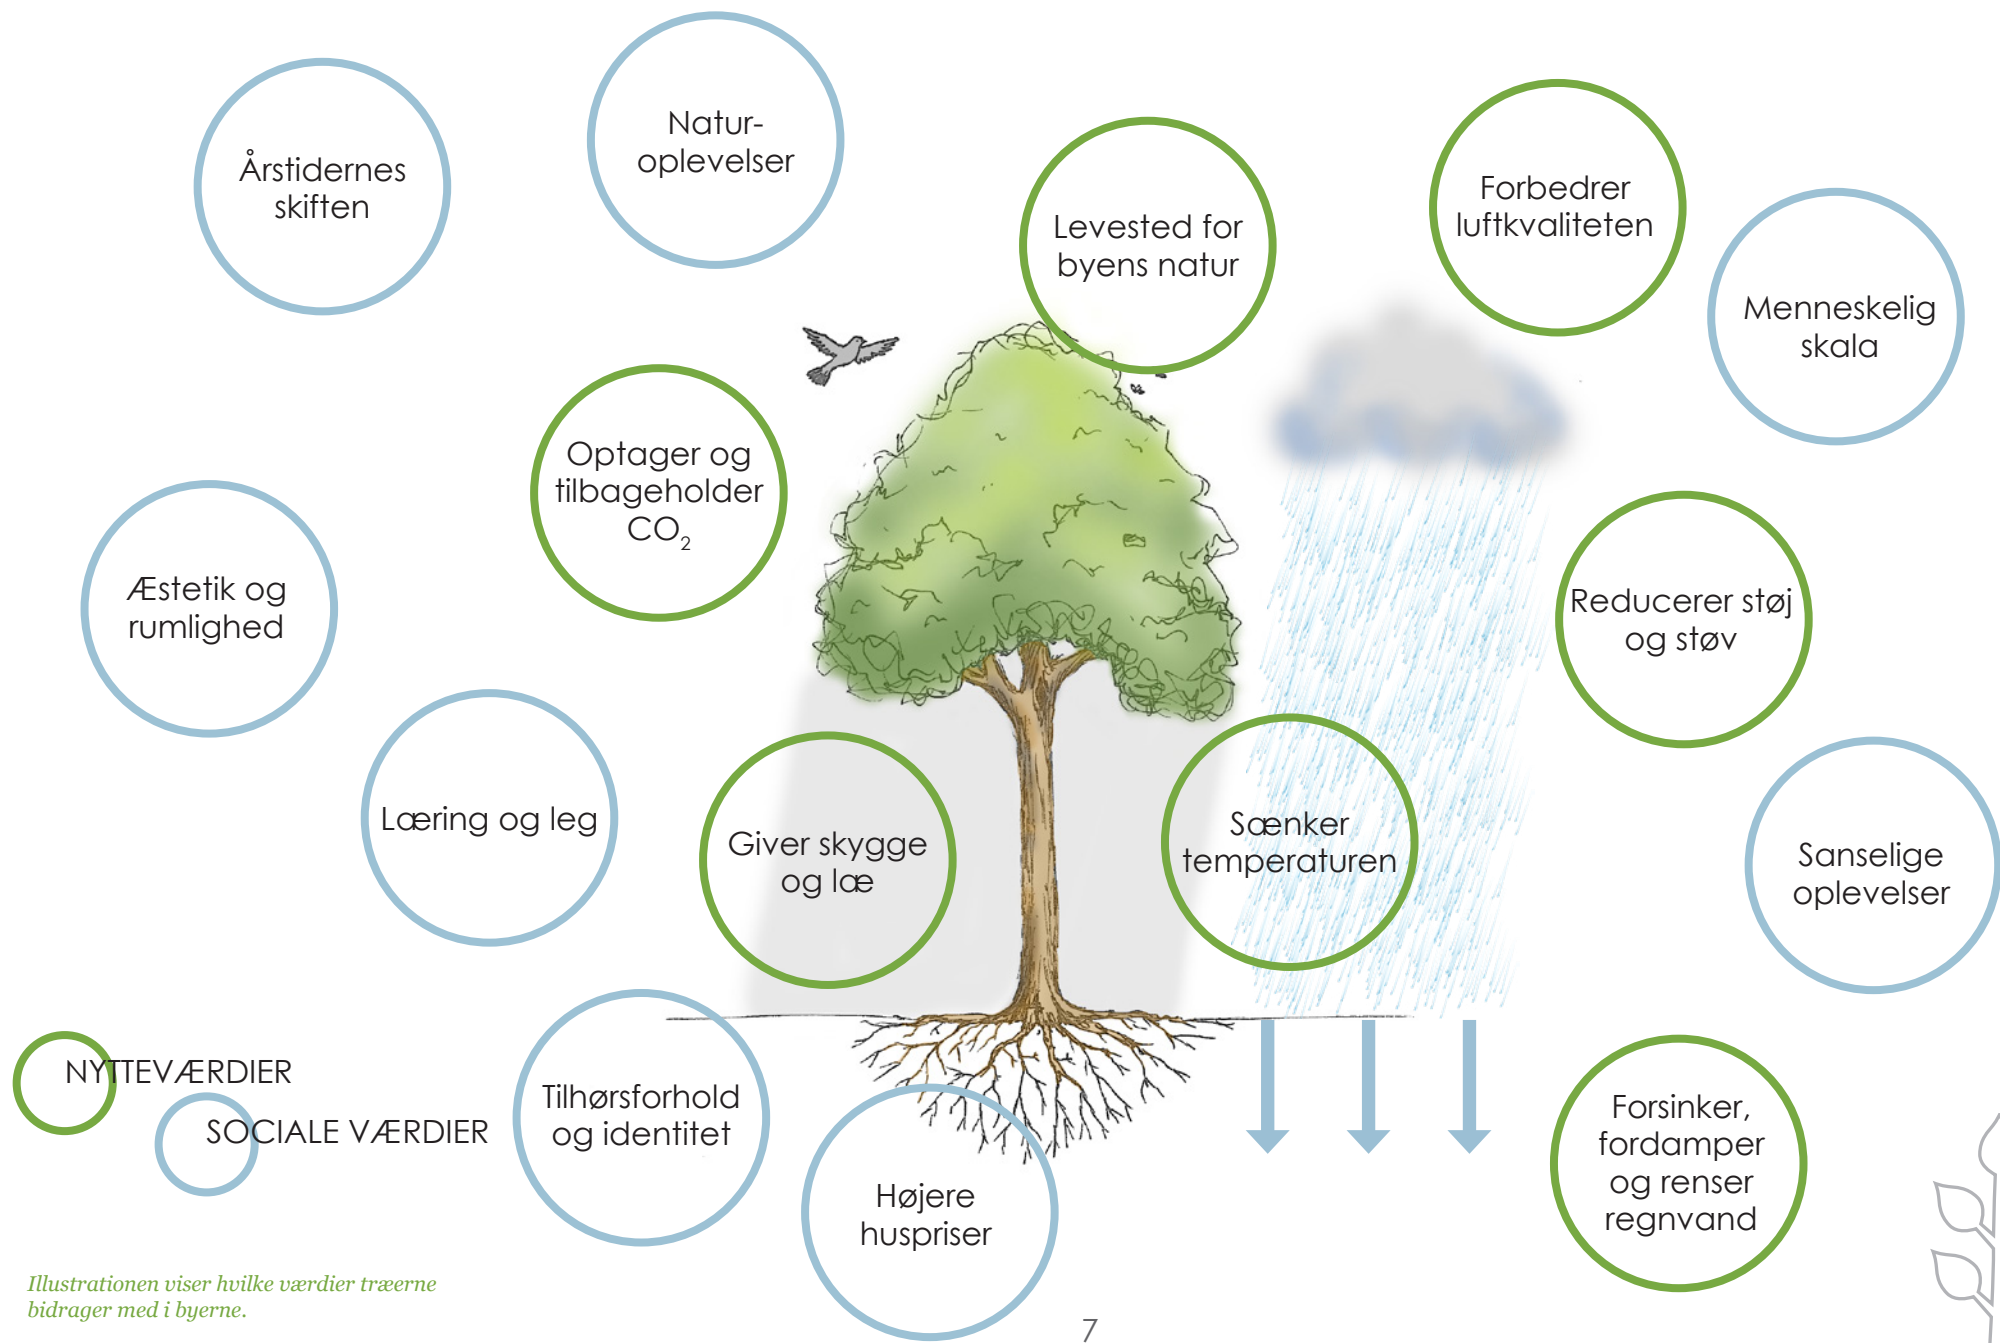 Årstidernes
skiften
Natur-
oplevelser
Levested for
byens natur
Forbedrer
luftkvaliteten
Menneskelig
skala
Optager og
tilbageholder
CO₂
Æstetik og
rumlighed
Reducerer støj
og støv
Læring og leg
Giver skygge
og læ
Sænker
temperaturen
Sanselige
oplevelser
NYTTEVÆRDIER
SOCIALE VÆRDIER
Tilhørsforhold
og identitet
Højere
huspriser
Forsinker,
fordamper
og renser
regnvand
Illustrationen viser hvilke værdier træerne
bidrager med i byerne.
7